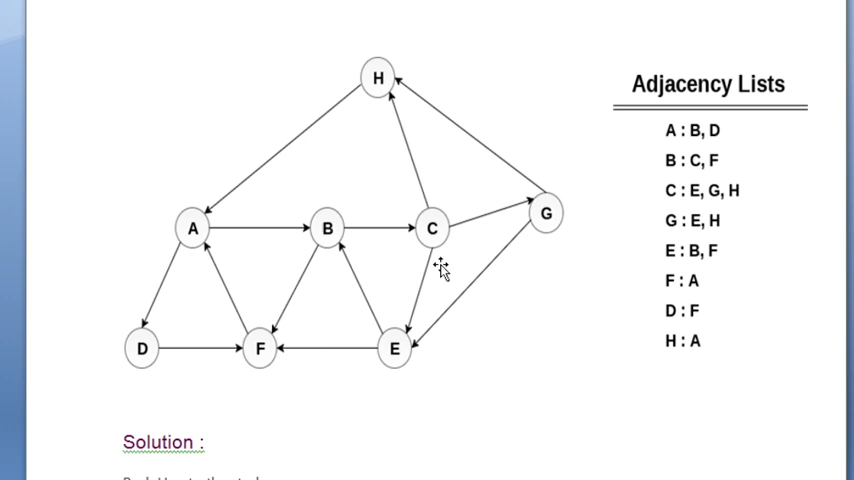 H
Adjacency Lists
A : B, D
B : C, F
C : E, G, H
G : E, H
E : B, F
F : A
D : F
H : A
A B C G
D F E
Solution :